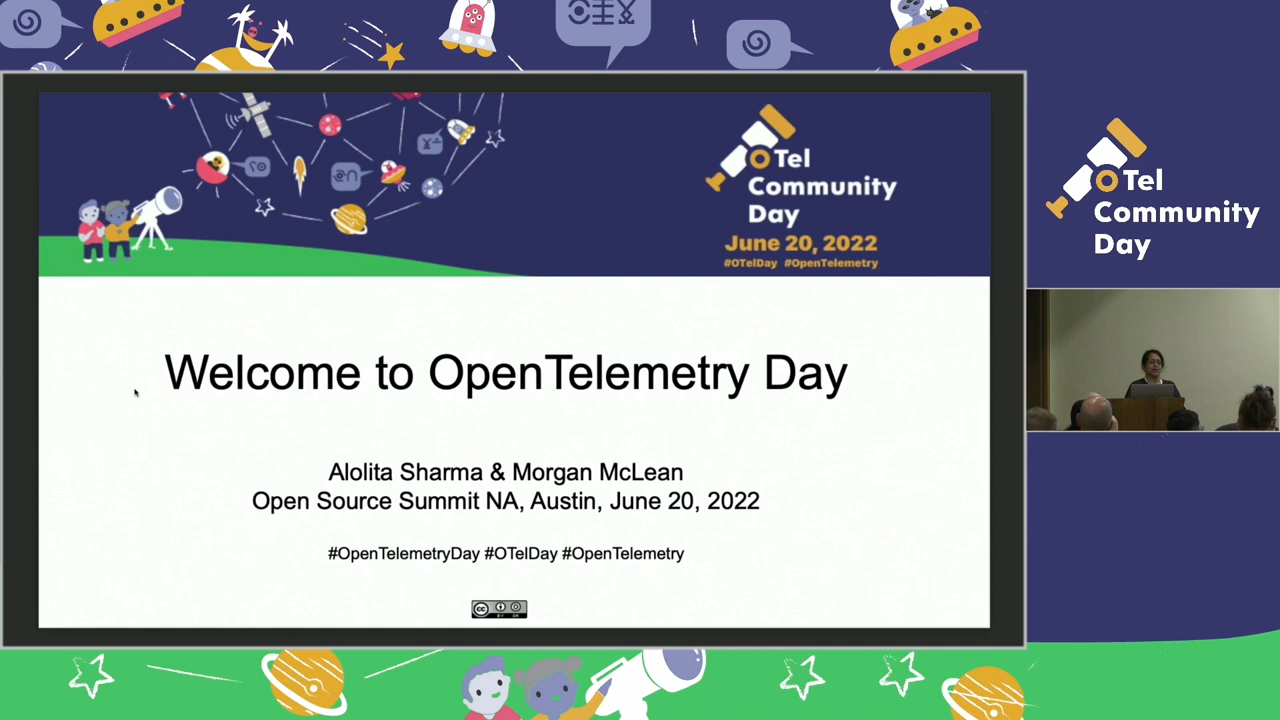 OTel
Community
Day
June 20, 2022
#OTelDay #OpenTelemetry
Welcome to OpenTelemetry Day
Alolita Sharma & Morgan McLean
Open Source Summit NA, Austin, June 20, 2022
#OpenTelemetryDay #OTelDay #OpenTelemetry
cc
OTel
Community
Day